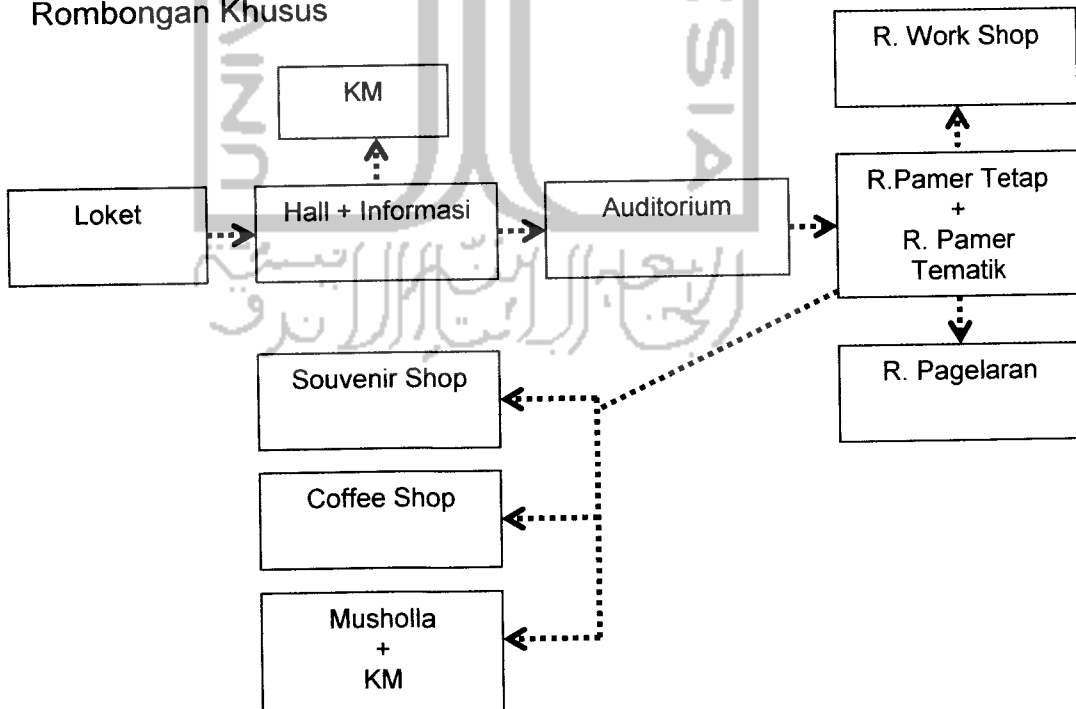 Rombongan Khusus
R. Work Shop
KM
Loket
Hall + Informasi
Auditorium
R.Pamer Tetap
+
R. Pamer
Tematik
R. Pagelaran
Souvenir Shop
Coffee Shop
Musholla
+
KM